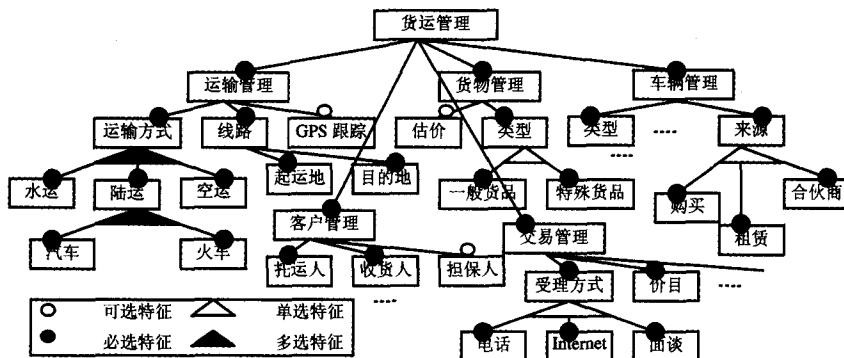 货运管理
运输管理 货物管理 车辆管理
运输方式 线路 GPS 跟踪 估价 类型 类型 来源
水运 陆运 空运 起运地 目的地 一般货品 特殊货品 购买 合伙商
汽车 火车 客户管理 交易管理 租赁
托运人 收货人 担保人 受理方式 价目
可选特征 单选特征
必选特征 多选特征
电话 Internet 面谈